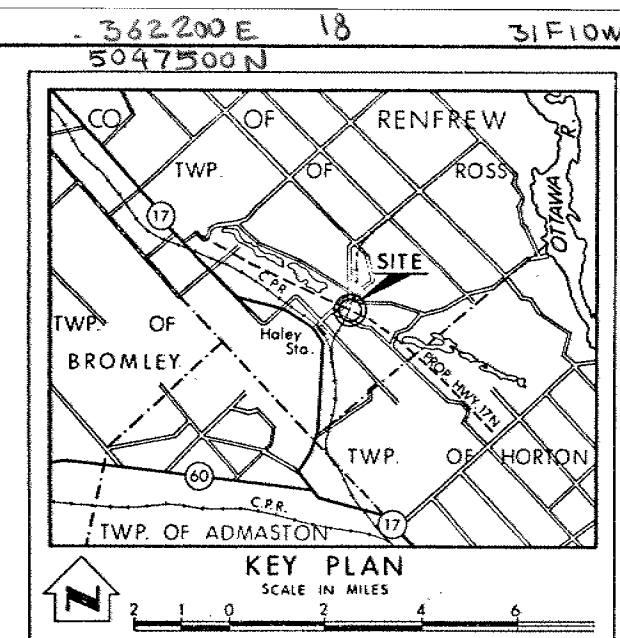 362200 E 18 31F10W
5047500 N
CO. OF RENFREW
TWP. OF ROSS
OTTAWA R.
17
SITE
C.P.R.
TWP. OF
BROMLEY
Haley
Sta.
PROP. HWY. 17N
TWP. OF HORTON
60
C.P.R.
17
TWP. OF ADMASTON
N
KEY PLAN
SCALE IN MILES
2 1 0 2 4 6